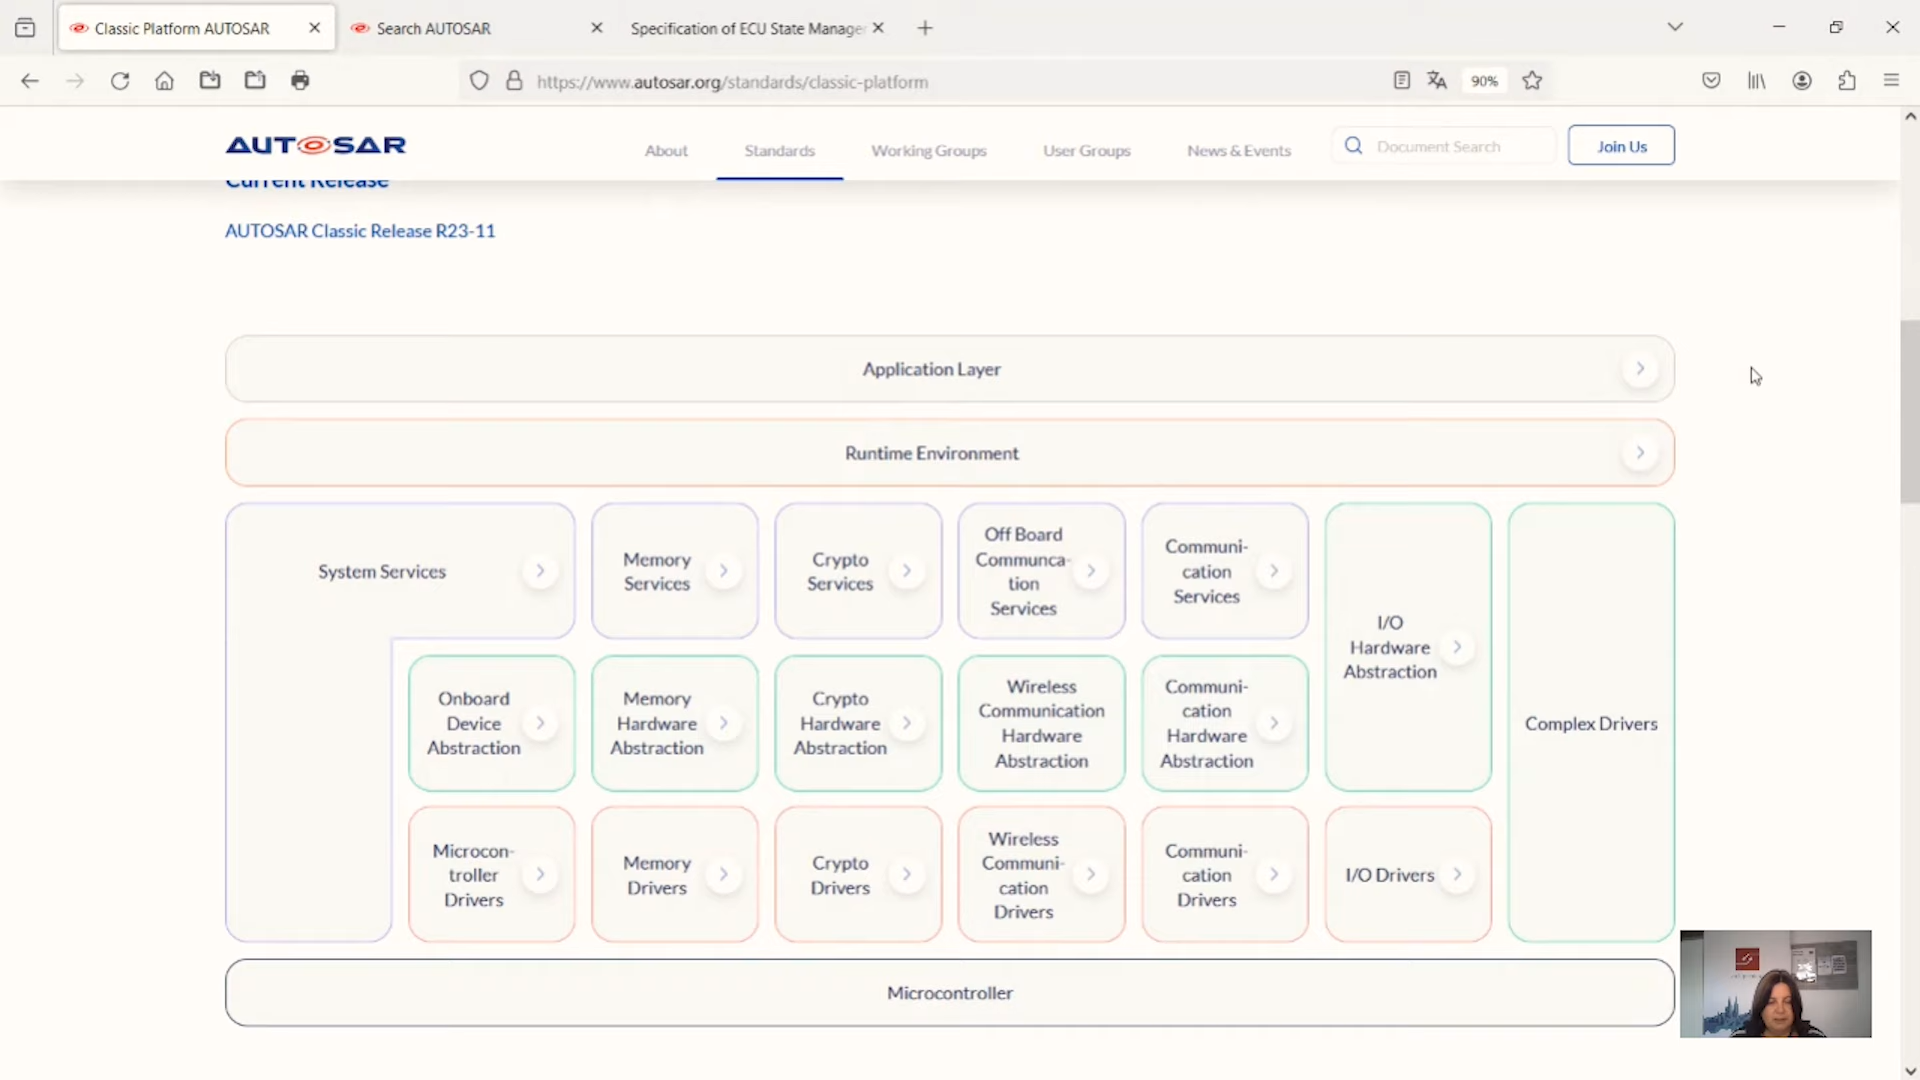 Classic Platform AUTOSAR
Search AUTOSAR
Specification of ECU State Manage
https://www.autosar.org/standards/classic-platform
90%
AUTOSAR
About
Standards
Working Groups
User Groups
News & Events
Document Search
Join Us
Current Release
AUTOSAR Classic Release R23-11
Application Layer
Runtime Environment
System Services
Memory
Services
Crypto
Services
Off Board
Communca-
tion
Services
Communi-
cation
Services
I/O
Hardware
Abstraction
Complex Drivers
Onboard
Device
Abstraction
Memory
Hardware
Abstraction
Crypto
Hardware
Abstraction
Wireless
Communication
Hardware
Abstraction
Communi-
cation
Hardware
Abstraction
Microcon-
troller
Drivers
Memory
Drivers
Crypto
Drivers
Wireless
Communi-
cation
Drivers
Communi-
cation
Drivers
I/O Drivers
Microcontroller